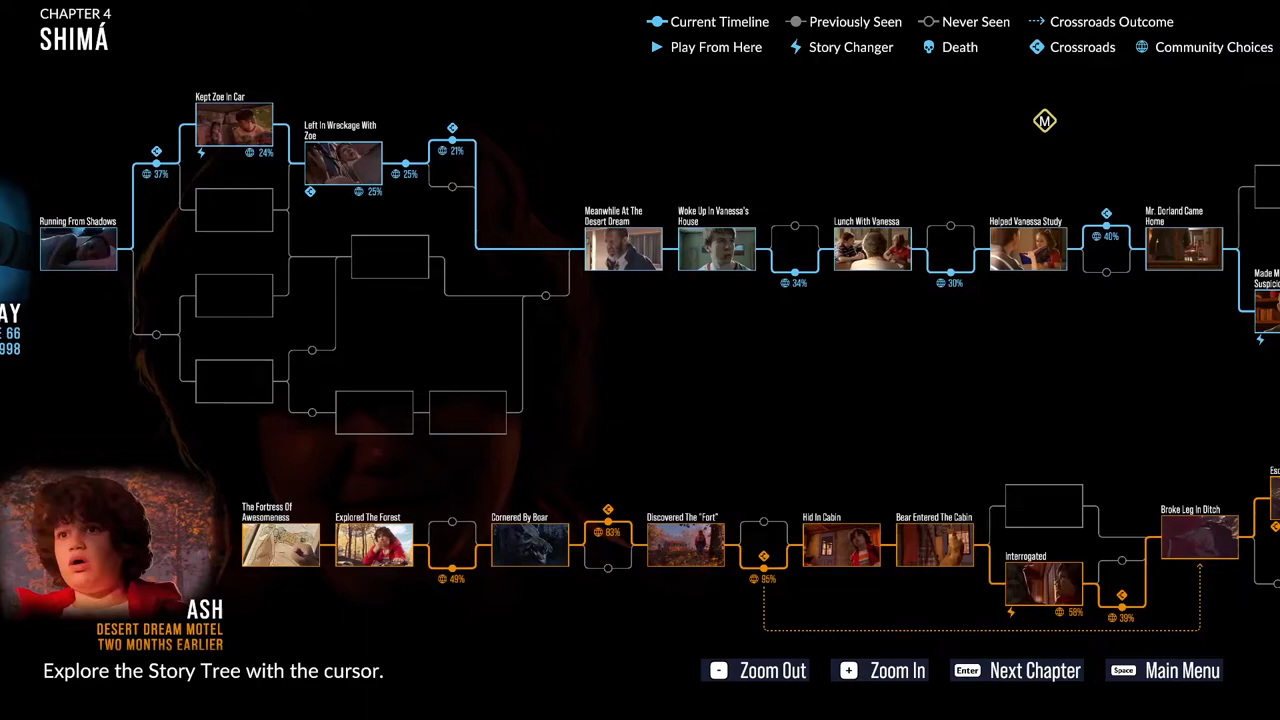 CHAPTER 4
SHIMÁ
Current Timeline
Previously Seen
Never Seen
Crossroads Outcome
Play From Here
Story Changer
Death
Crossroads
Community Choices
Kept Zoe In Car
24%
37%
Left In Wreckage With
Zoe
25%
25%
21%
M
Running From Shadows
Meanwhile At The
Desert Dream
Woke Up In Vanessa's
House
34%
Lunch With Vanessa
30%
Helped Vanessa Study
40%
Mr. Dorland Came
Home
Made M
Suspicio
AY
E 66
998
The Fortress Of
Awesomeness
Explored The Forest
49%
Cornered By Boar
83%
Discovered The "Fort"
95%
Hid In Cabin
Bear Entered The Cabin
Interrogated
58%
39%
Broke Leg In Ditch
Esc
ASH
DESERT DREAM MOTEL
TWO MONTHS EARLIER
Explore the Story Tree with the cursor.
- Zoom Out
+ Zoom In
Enter Next Chapter
Space Main Menu